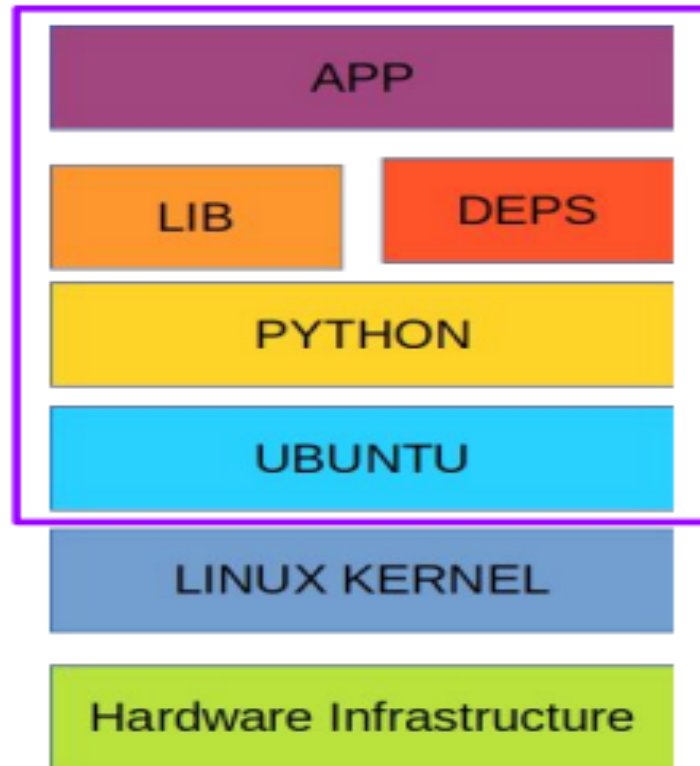 APP
LIB
DEPS
PYTHON
UBUNTU
LINUX KERNEL
Hardware Infrastructure